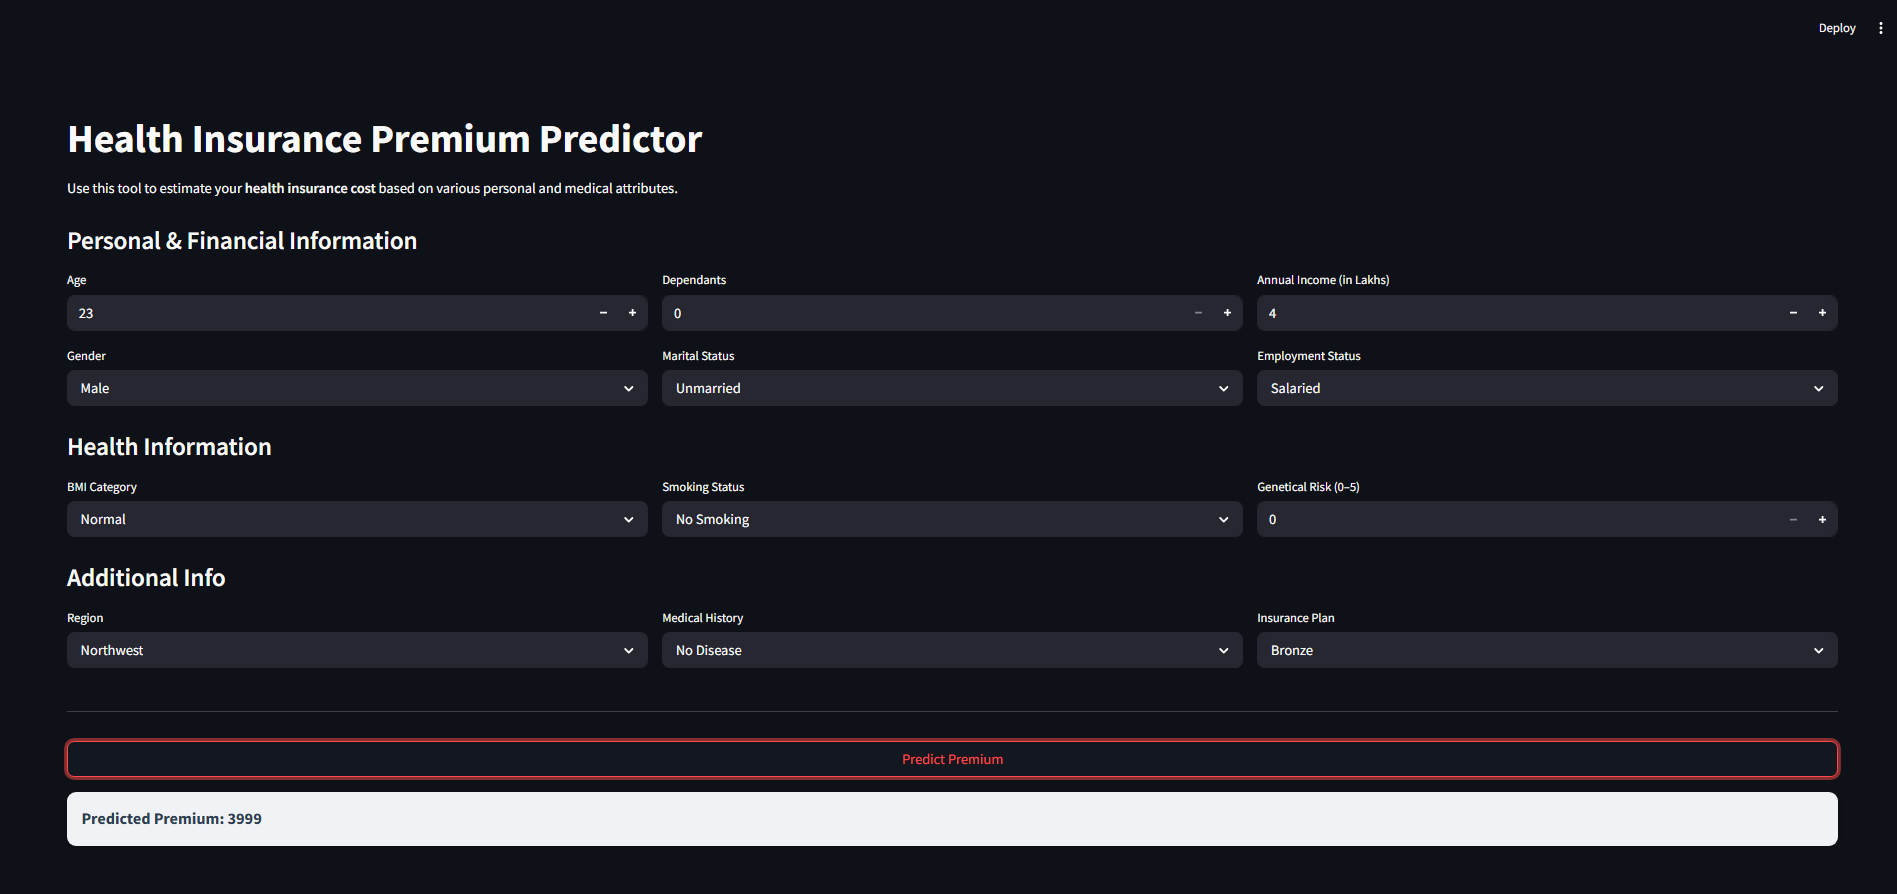 Deploy
Health Insurance Premium Predictor
Use this tool to estimate your health insurance cost based on various personal and medical attributes.
Personal & Financial Information
Age
Dependants
Annual Income (in Lakhs)
23
0
4
Gender
Marital Status
Employment Status
Male
Unmarried
Salaried
Health Information
BMI Category
Smoking Status
Genetical Risk (0–5)
Normal
No Smoking
0
Additional Info
Region
Medical History
Insurance Plan
Northwest
No Disease
Bronze
Predict Premium
Predicted Premium: 3999